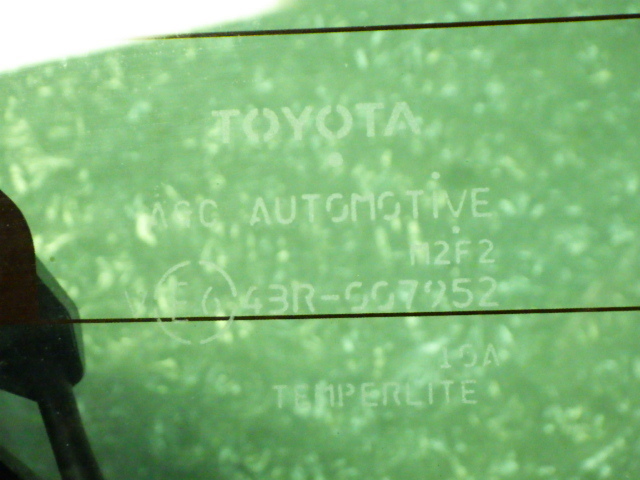 TOYOTA
AGC AUTOMOTIVE
M2F2
V E6 43R-007952
10A
TEMPERLITE